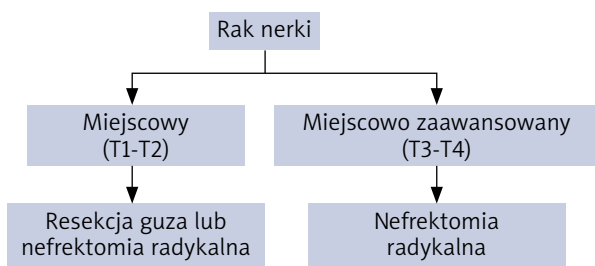 Rak nerki
Miejscowy
(T1-T2)
Miejscowo zaawansowany
(T3-T4)
Resekcja guza lub
nefrektomia radykalna
Nefrektomia
radykalna